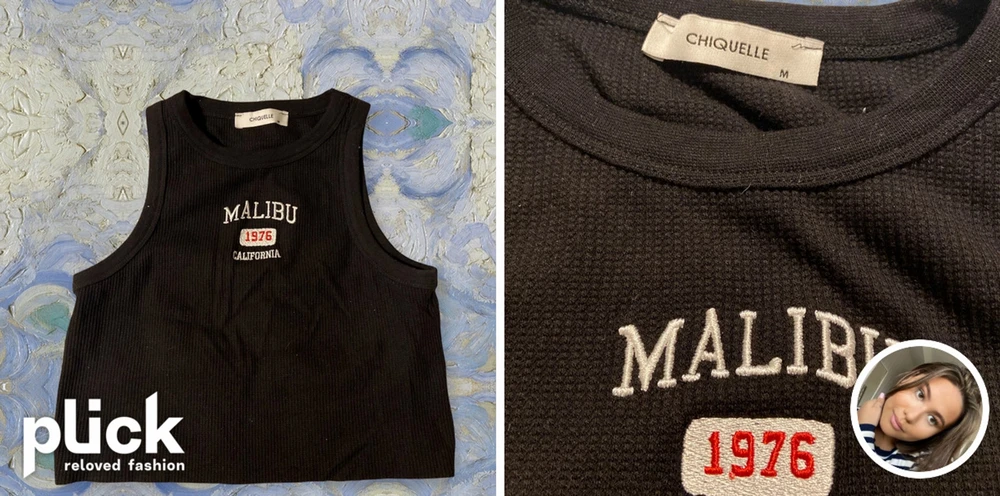 CHIQUELLE
M
MALIBU
1976
CALIFORNIA
plick
reloved fashion
CHIQUELLE
M
MALIBU
1976